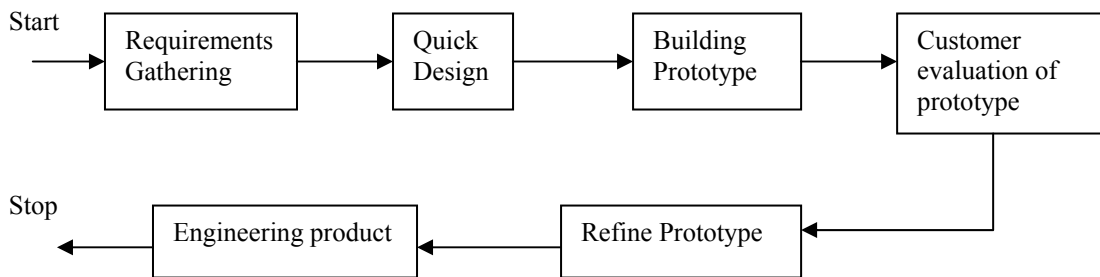 Start
Requirements
Gathering
Quick
Design
Building
Prototype
Customer
evaluation of
prototype
Stop
Engineering product
Refine Prototype